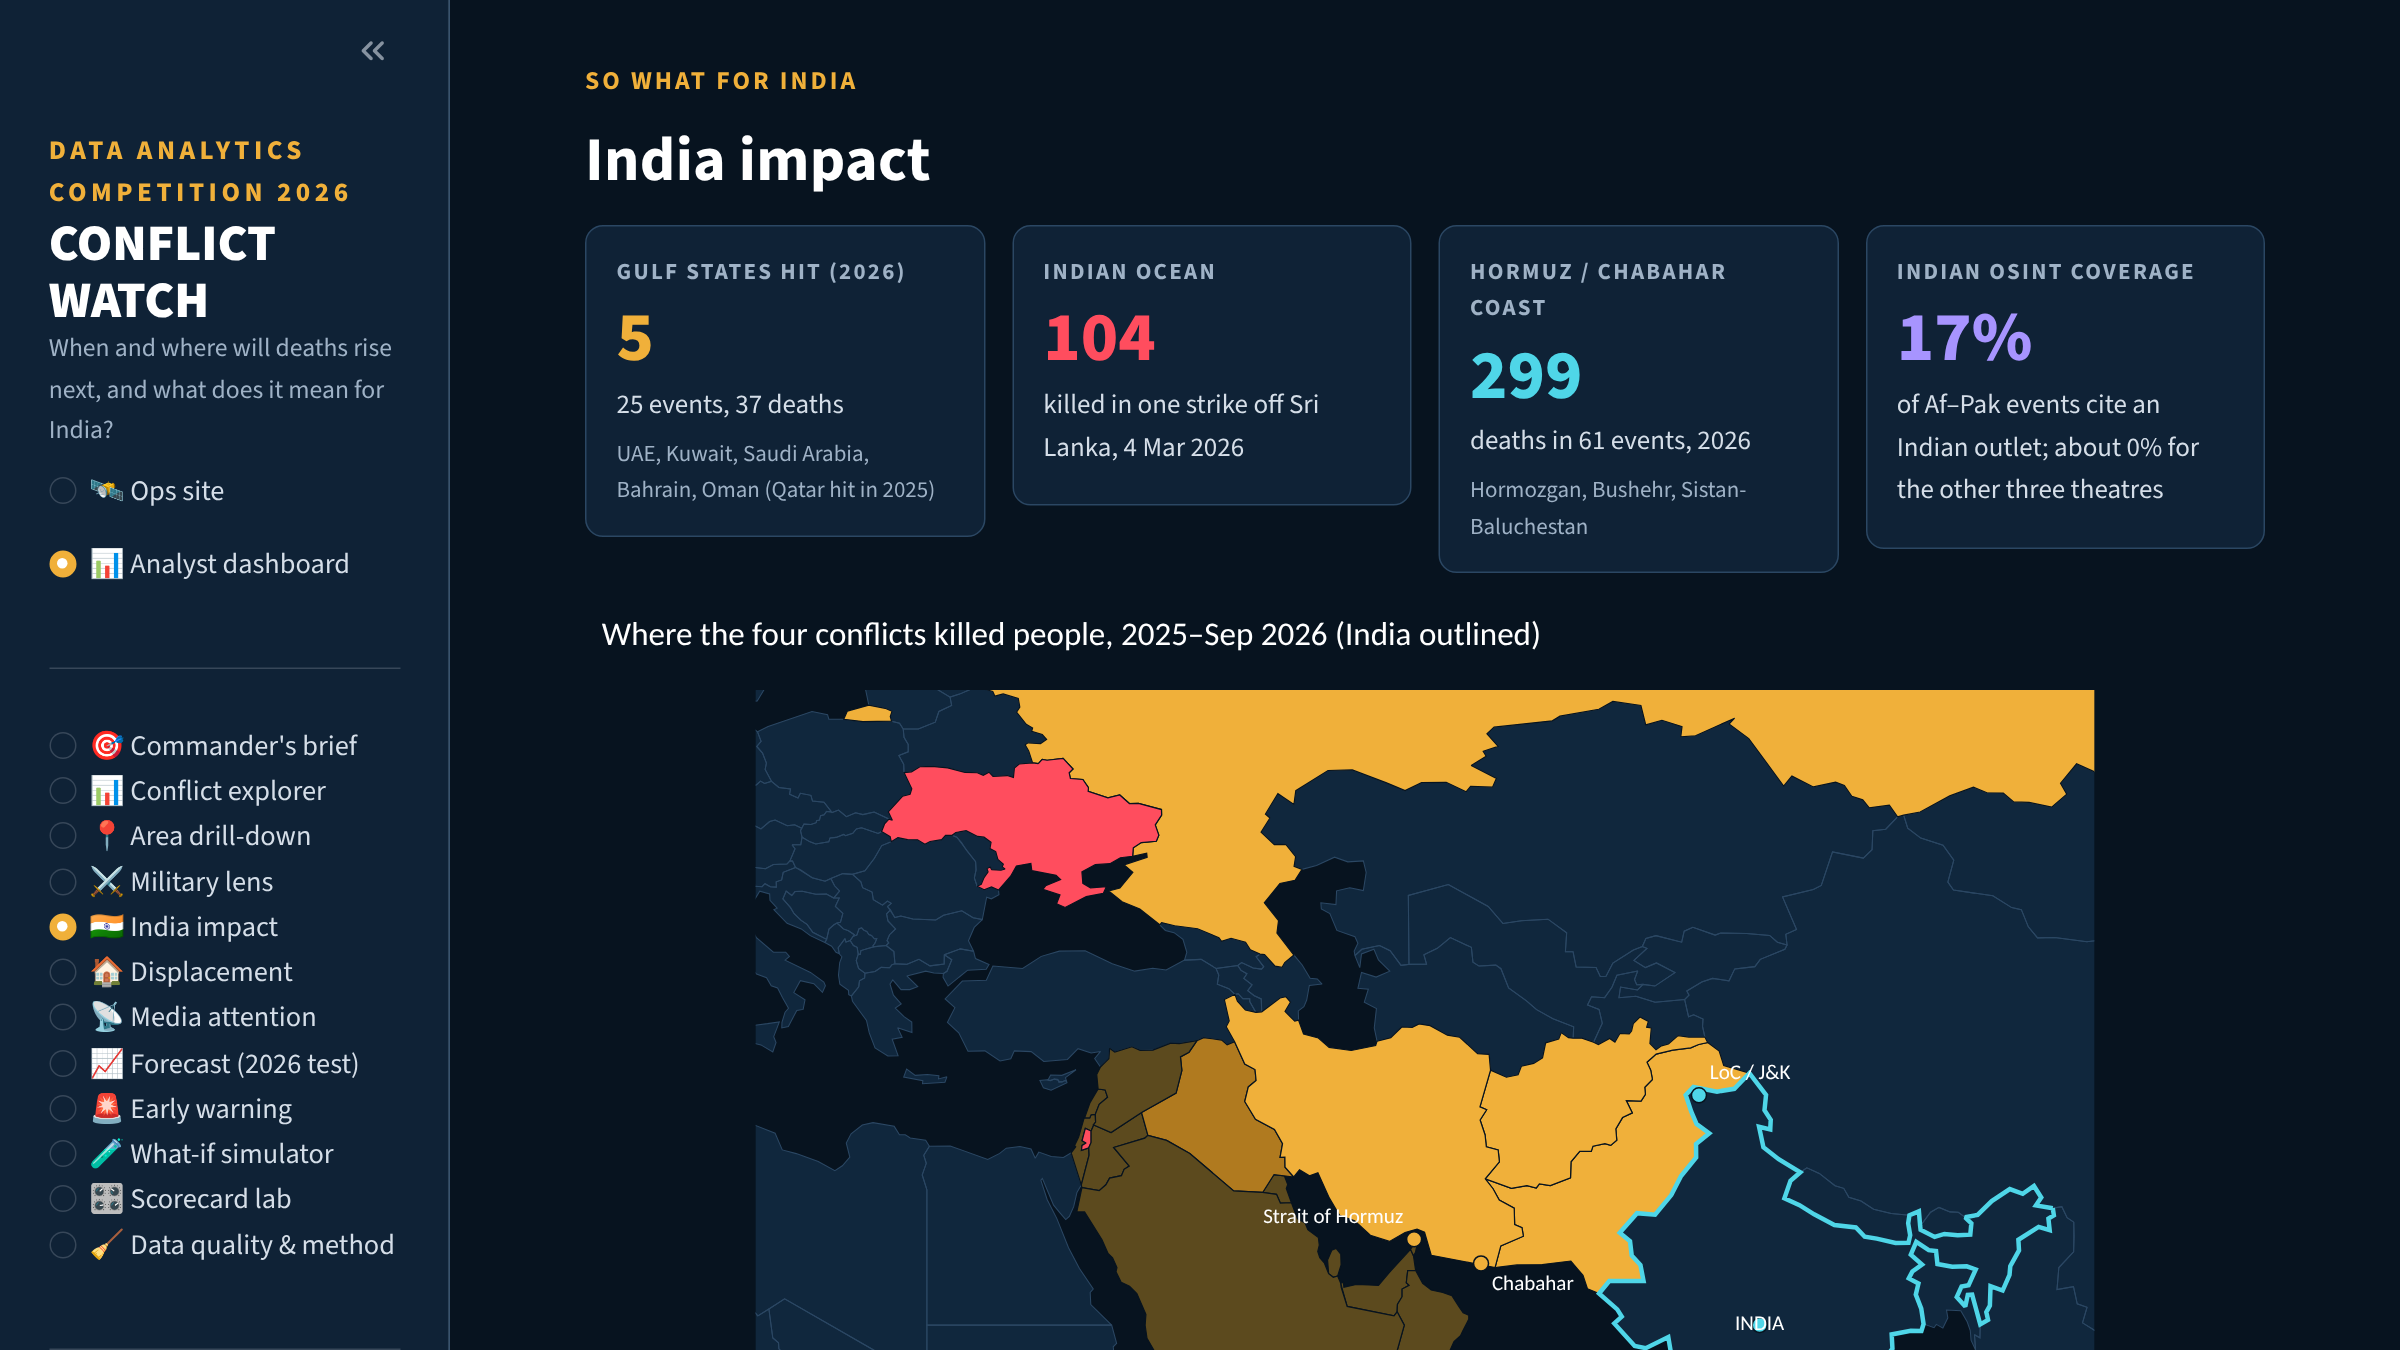 DATA ANALYTICS
COMPETITION 2026
CONFLICT
WATCH
When and where will deaths rise
next, and what does it mean for
India?
Ops site
Analyst dashboard
Commander's brief
Conflict explorer
Area drill-down
Military lens
India impact
Displacement
Media attention
Forecast (2026 test)
Early warning
What-if simulator
Scorecard lab
Data quality & method
SO WHAT FOR INDIA
India impact
GULF STATES HIT (2026)
5
25 events, 37 deaths
UAE, Kuwait, Saudi Arabia,
Bahrain, Oman (Qatar hit in 2025)
INDIAN OCEAN
104
killed in one strike off Sri
Lanka, 4 Mar 2026
HORMUZ / CHABAHAR
COAST
299
deaths in 61 events, 2026
Hormozgan, Bushehr, Sistan-
Baluchestan
INDIAN OSINT COVERAGE
17%
of Af–Pak events cite an
Indian outlet; about 0% for
the other three theatres
Where the four conflicts killed people, 2025–Sep 2026 (India outlined)
LoC / J&K
Strait of Hormuz
Chabahar
INDIA